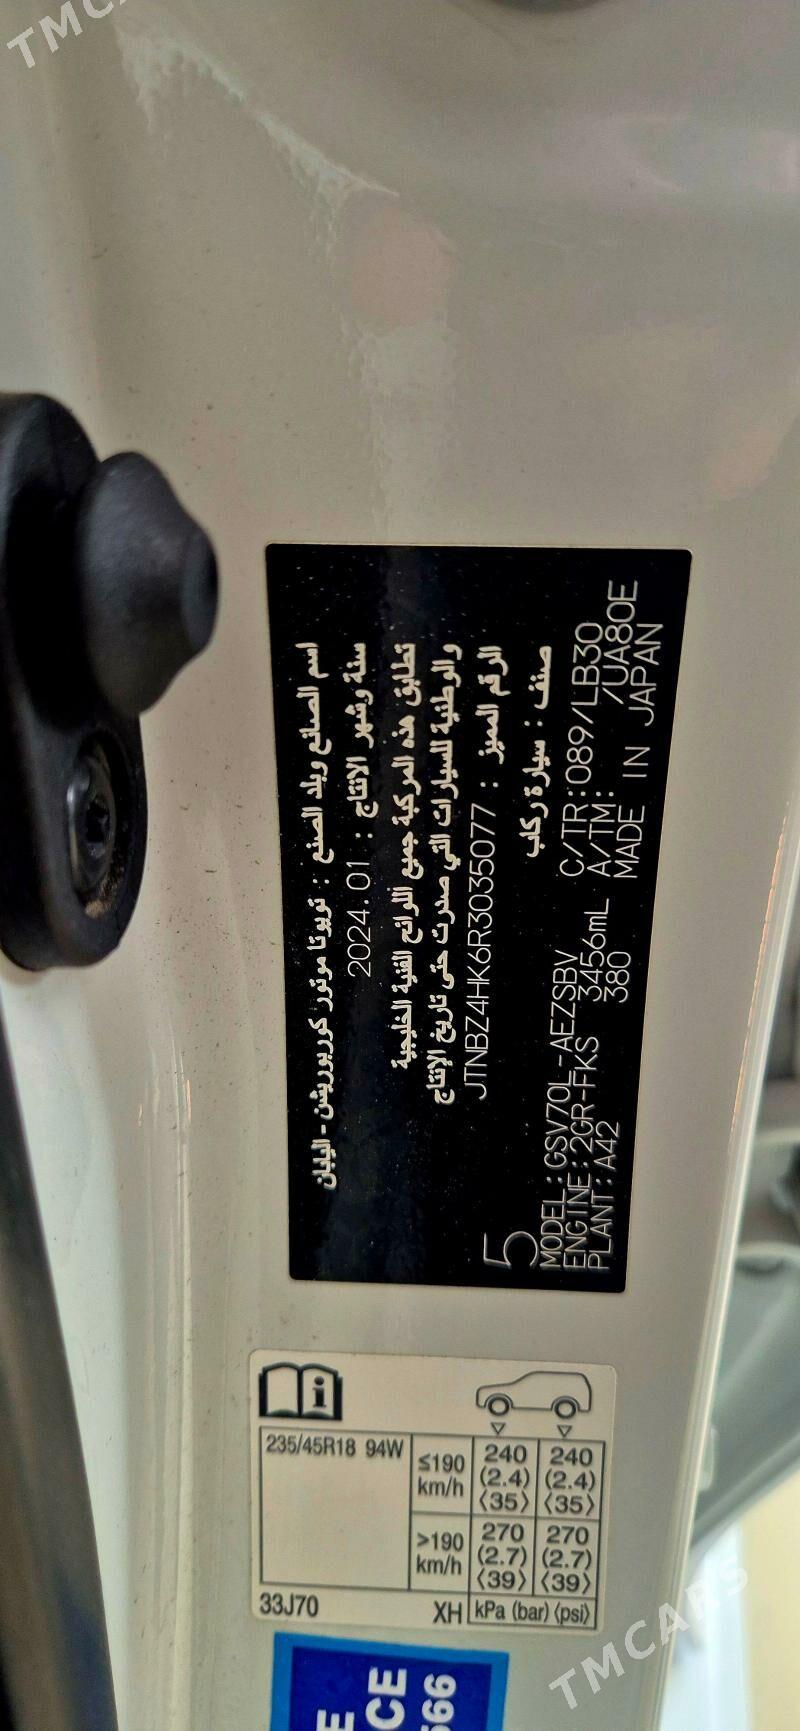 TMCARS
اسم الصانع وبلد الصنع : تويوتا موتور كوربوريشن - اليابان
سنة وشهر الانتاج : 2024.01
تطابق هذه المركبة جميع اللوائح الفنية الخليجية
والوطنية للسيارات التي صدرت حتى تاريخ الإنتاج
الرقم المميز : JTNBZ4HK6R3035077
صنف : سيارة ركاب
5
MODEL:GSV70L-AEZSBV C/TR:089/LB30
ENGINE:2GR-FKS 3456mL A/TM: /UA80E
PLANT:A42 380 MADE IN JAPAN
235/45R18 94W
≤190 km/h 240 (2.4) ⟨35⟩ 240 (2.4) ⟨35⟩
>190 km/h 270 (2.7) ⟨39⟩ 270 (2.7) ⟨39⟩
33J70 XH kPa (bar) ⟨psi⟩
TMCARS